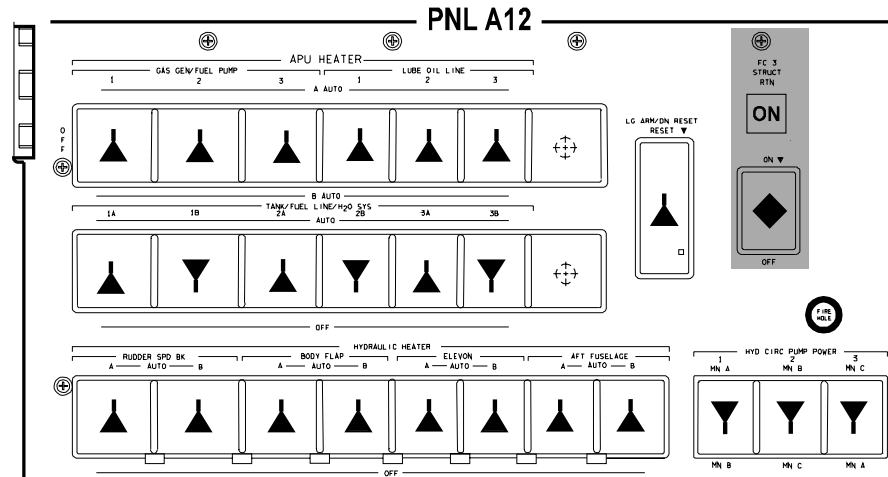 PNL A12
APU HEATER
GAS GEN/FUEL PUMP LUBE OIL LINE
1 2 3 1 2 3
A AUTO
OFF
B AUTO
TANK/FUEL LINE/H2O SYS
1A 1B 2A 2B 3A 3B
AUTO
OFF
LG ARM/DN RESET
RESET ▼
FC 3
STRUCT
RTN
ON
ON ▼
OFF
FIRE
HOLE
HYDRAULIC HEATER
RUDDER SPD BK BODY FLAP ELEVON AFT FUSELAGE
A AUTO B A AUTO B A AUTO B A AUTO B
OFF
HYD CIRC PUMP POWER
1 2 3
MN A MN B MN C
MN B MN C MN A